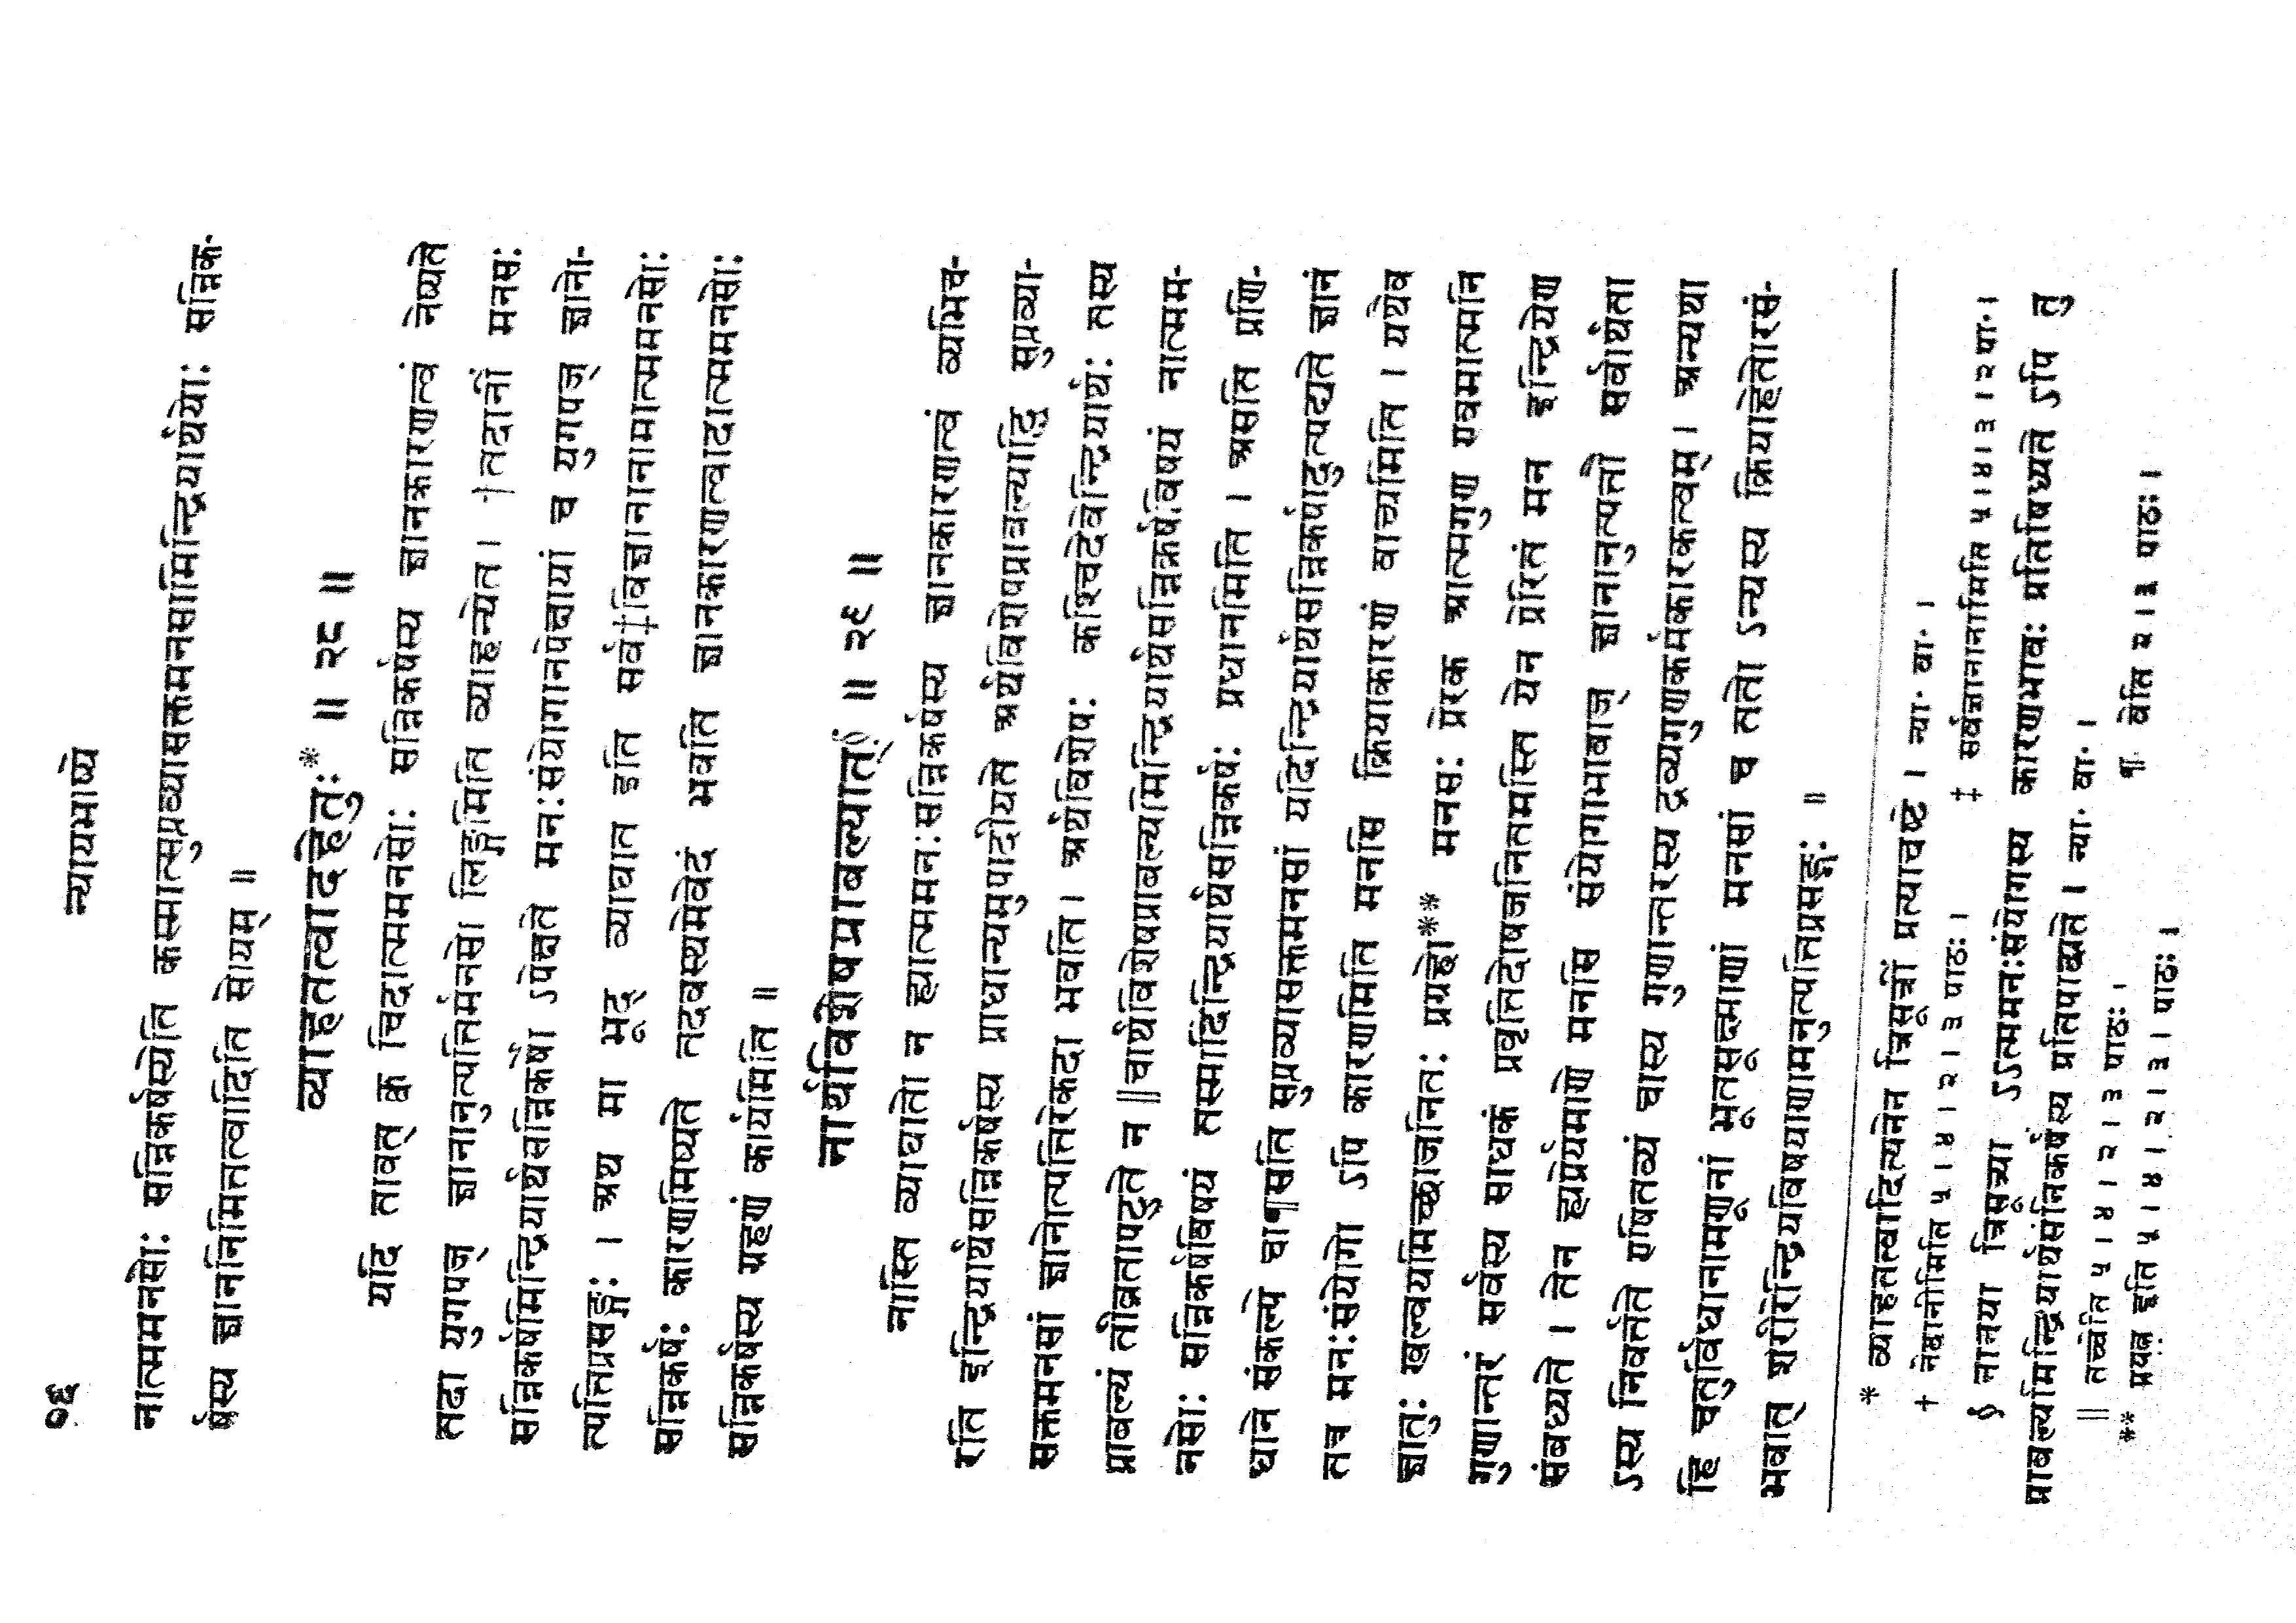 ०६
न्यायभाष्ये
नात्ममनसोः सन्निकर्षस्येति कस्मात्सुप्रव्यासक्तमनसामिन्द्रियार्थयोः सन्निक-
र्षस्य ज्ञाननिमित्तत्वादिति सोयम् ॥
व्याहतत्वादहेतुः* ॥ २८ ॥
यदि तावत् क्व चिदात्ममनसोः सन्निकर्षस्य ज्ञानकारणत्वं नेष्यते
तदा युगपज् ज्ञानानुत्पत्तिर्मनसो लिङ्गमिति व्याहन्येत । †तदानीं मनसः
सन्निकर्षमिन्द्रियार्थसन्निकर्षो ऽपेक्षते मनःसंयोगानपेक्षायां च युगपज् ज्ञानो-
त्पत्तिप्रसङ्गः । अथ मा भूद् व्याघात इति सर्व‡विज्ञानानामात्ममनसोः
सन्निकर्षः कारणमिष्यते तदवस्थमेवेदं भवति ज्ञानकारणत्वादात्ममनसोः
सन्निकर्षस्य ग्रहणं कार्यमिति ॥
नार्थविशेषप्राबल्यात्§ ॥ २९ ॥
नास्ति व्याघातो न ह्यात्ममनःसन्निकर्षस्य ज्ञानकारणत्वं व्यभिच-
रति इन्द्रियार्थसन्निकर्षस्य प्राधान्यमुपादीयते अर्थविशेषप्राबल्याद्धि सुप्रव्या-
सक्तमनसां ज्ञानोत्पत्तिरेकदा भवति । अर्थविशेषः कश्चिदेवेन्द्रियार्थः तस्य
प्राबल्यं तीव्रतापटुते न ‖चार्थविशेषप्राबल्यमिन्द्रियार्थसन्निकर्षविषयं नात्मम-
नसोः सन्निकर्षविषयं तस्मादिन्द्रियार्थसन्निकर्षः प्रधानमिति । असति प्रणि-
धाने संकल्पे चा¶सति सुप्रव्यासक्तमनसां यदिन्द्रियार्थसन्निकर्षादुत्पद्यते ज्ञानं
तत्र मनःसंयोगो ऽपि कारणमिति मनसि क्रियाकारणं वाच्यमिति । यथैव
ज्ञातुः खल्वयमिच्छाजनितः प्रग्रहो** मनसः प्रेरक आत्मगुण एवमात्मनि
गुणान्तरं सर्वस्य साधकं प्रवृत्तिदोषजनितमस्ति येन प्रेरितं मन इन्द्रियेण
संबध्यते । तेन ह्यप्रेर्यमाणे मनसि संयोगाभावाज् ज्ञानानुत्पत्तौ सर्वार्थता
ऽस्य निवर्त्तते एषितव्यं चास्य गुणान्तरस्य द्रव्यगुणकर्मकारकत्वम् । अन्यथा
हि चतुर्विधानामणूनां भूतसूक्ष्माणां मनसां च ततो ऽन्यस्य क्रियाहेतोरसं-
भवात् शरीरेन्द्रियविषयाणामनुत्पत्तिप्रसङ्गः ॥
* व्याहतत्वादित्यनेन त्रिसूत्रीं प्रत्याचष्टे । न्या॰ वा॰ ।
† नेदानीमिति ५ । ४ । २ । ३ पाठः । ‡ सर्वज्ञानानामिति ५ । ४ । ३ । २ पा॰ ।
§ नानया त्रिसूत्र्या ऽऽत्ममनःसंयोगस्य कारणभावः प्रतिषिध्यते ऽपि तु
प्राबल्यमिन्द्रियार्थसंनिकर्षस्य प्रतिपाद्यते । न्या॰ वा॰ ।
‖ तच्चेति ५ । ४ । २ । ३ पाठः । ¶ वेति २ । ३ पाठः ।
** प्रयत्न इति ५ । ४ । २ । ३ । पाठः ।